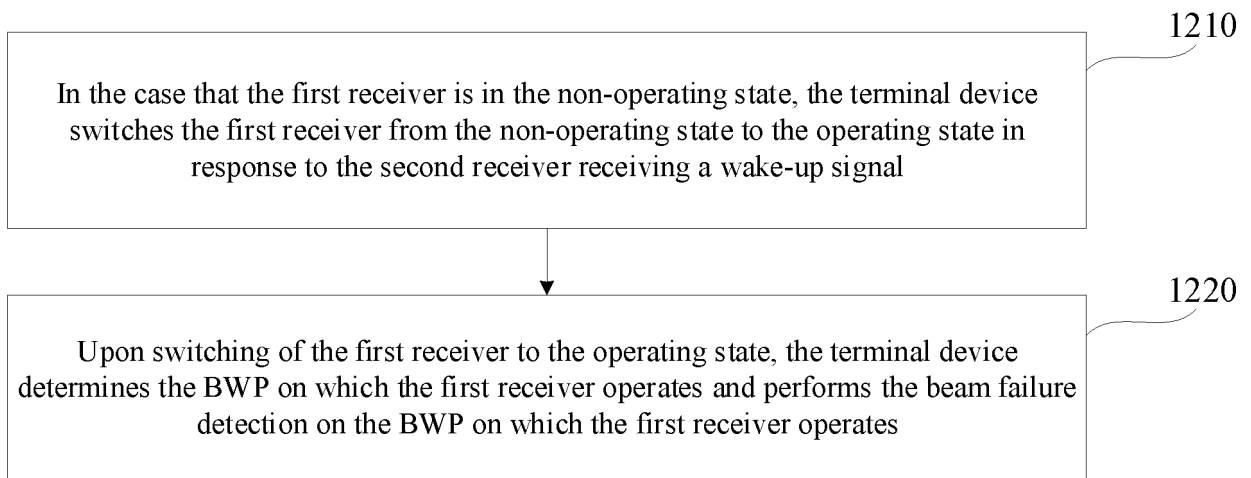 1210
In the case that the first receiver is in the non-operating state, the terminal device
switches the first receiver from the non-operating state to the operating state in
response to the second receiver receiving a wake-up signal
1220
Upon switching of the first receiver to the operating state, the terminal device
determines the BWP on which the first receiver operates and performs the beam failure
detection on the BWP on which the first receiver operates